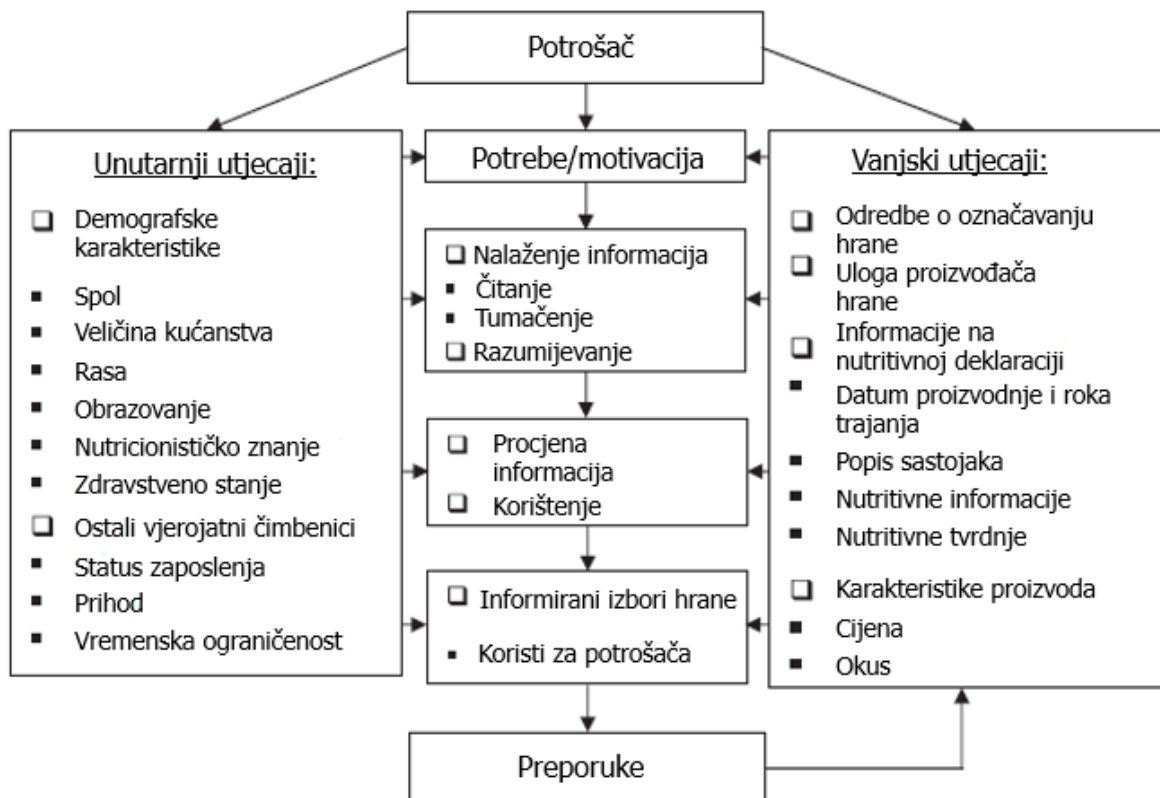 Potrošač
Unutarnji utjecaji:
Demografske
karakteristike
Spol
Veličina kućanstva
Rasa
Obrazovanje
Nutricionističko znanje
Zdravstveno stanje
Ostali vjerojatni čimbenici
Status zaposlenja
Prihod
Vremenska ograničenost
Potrebe/motivacija
Nalaženje informacija
Čitanje
Tumačenje
Razumijevanje
Procjena
informacija
Korištenje
Informirani izbori hrane
Koristi za potrošača
Vanjski utjecaji:
Odredbe o označavanju
hrane
Uloga proizvođača
hrane
Informacije na
nutritivnoj deklaraciji
Datum proizvodnje i roka
trajanja
Popis sastojaka
Nutritivne informacije
Nutritivne tvrdnje
Karakteristike proizvoda
Cijena
Okus
Preporuke